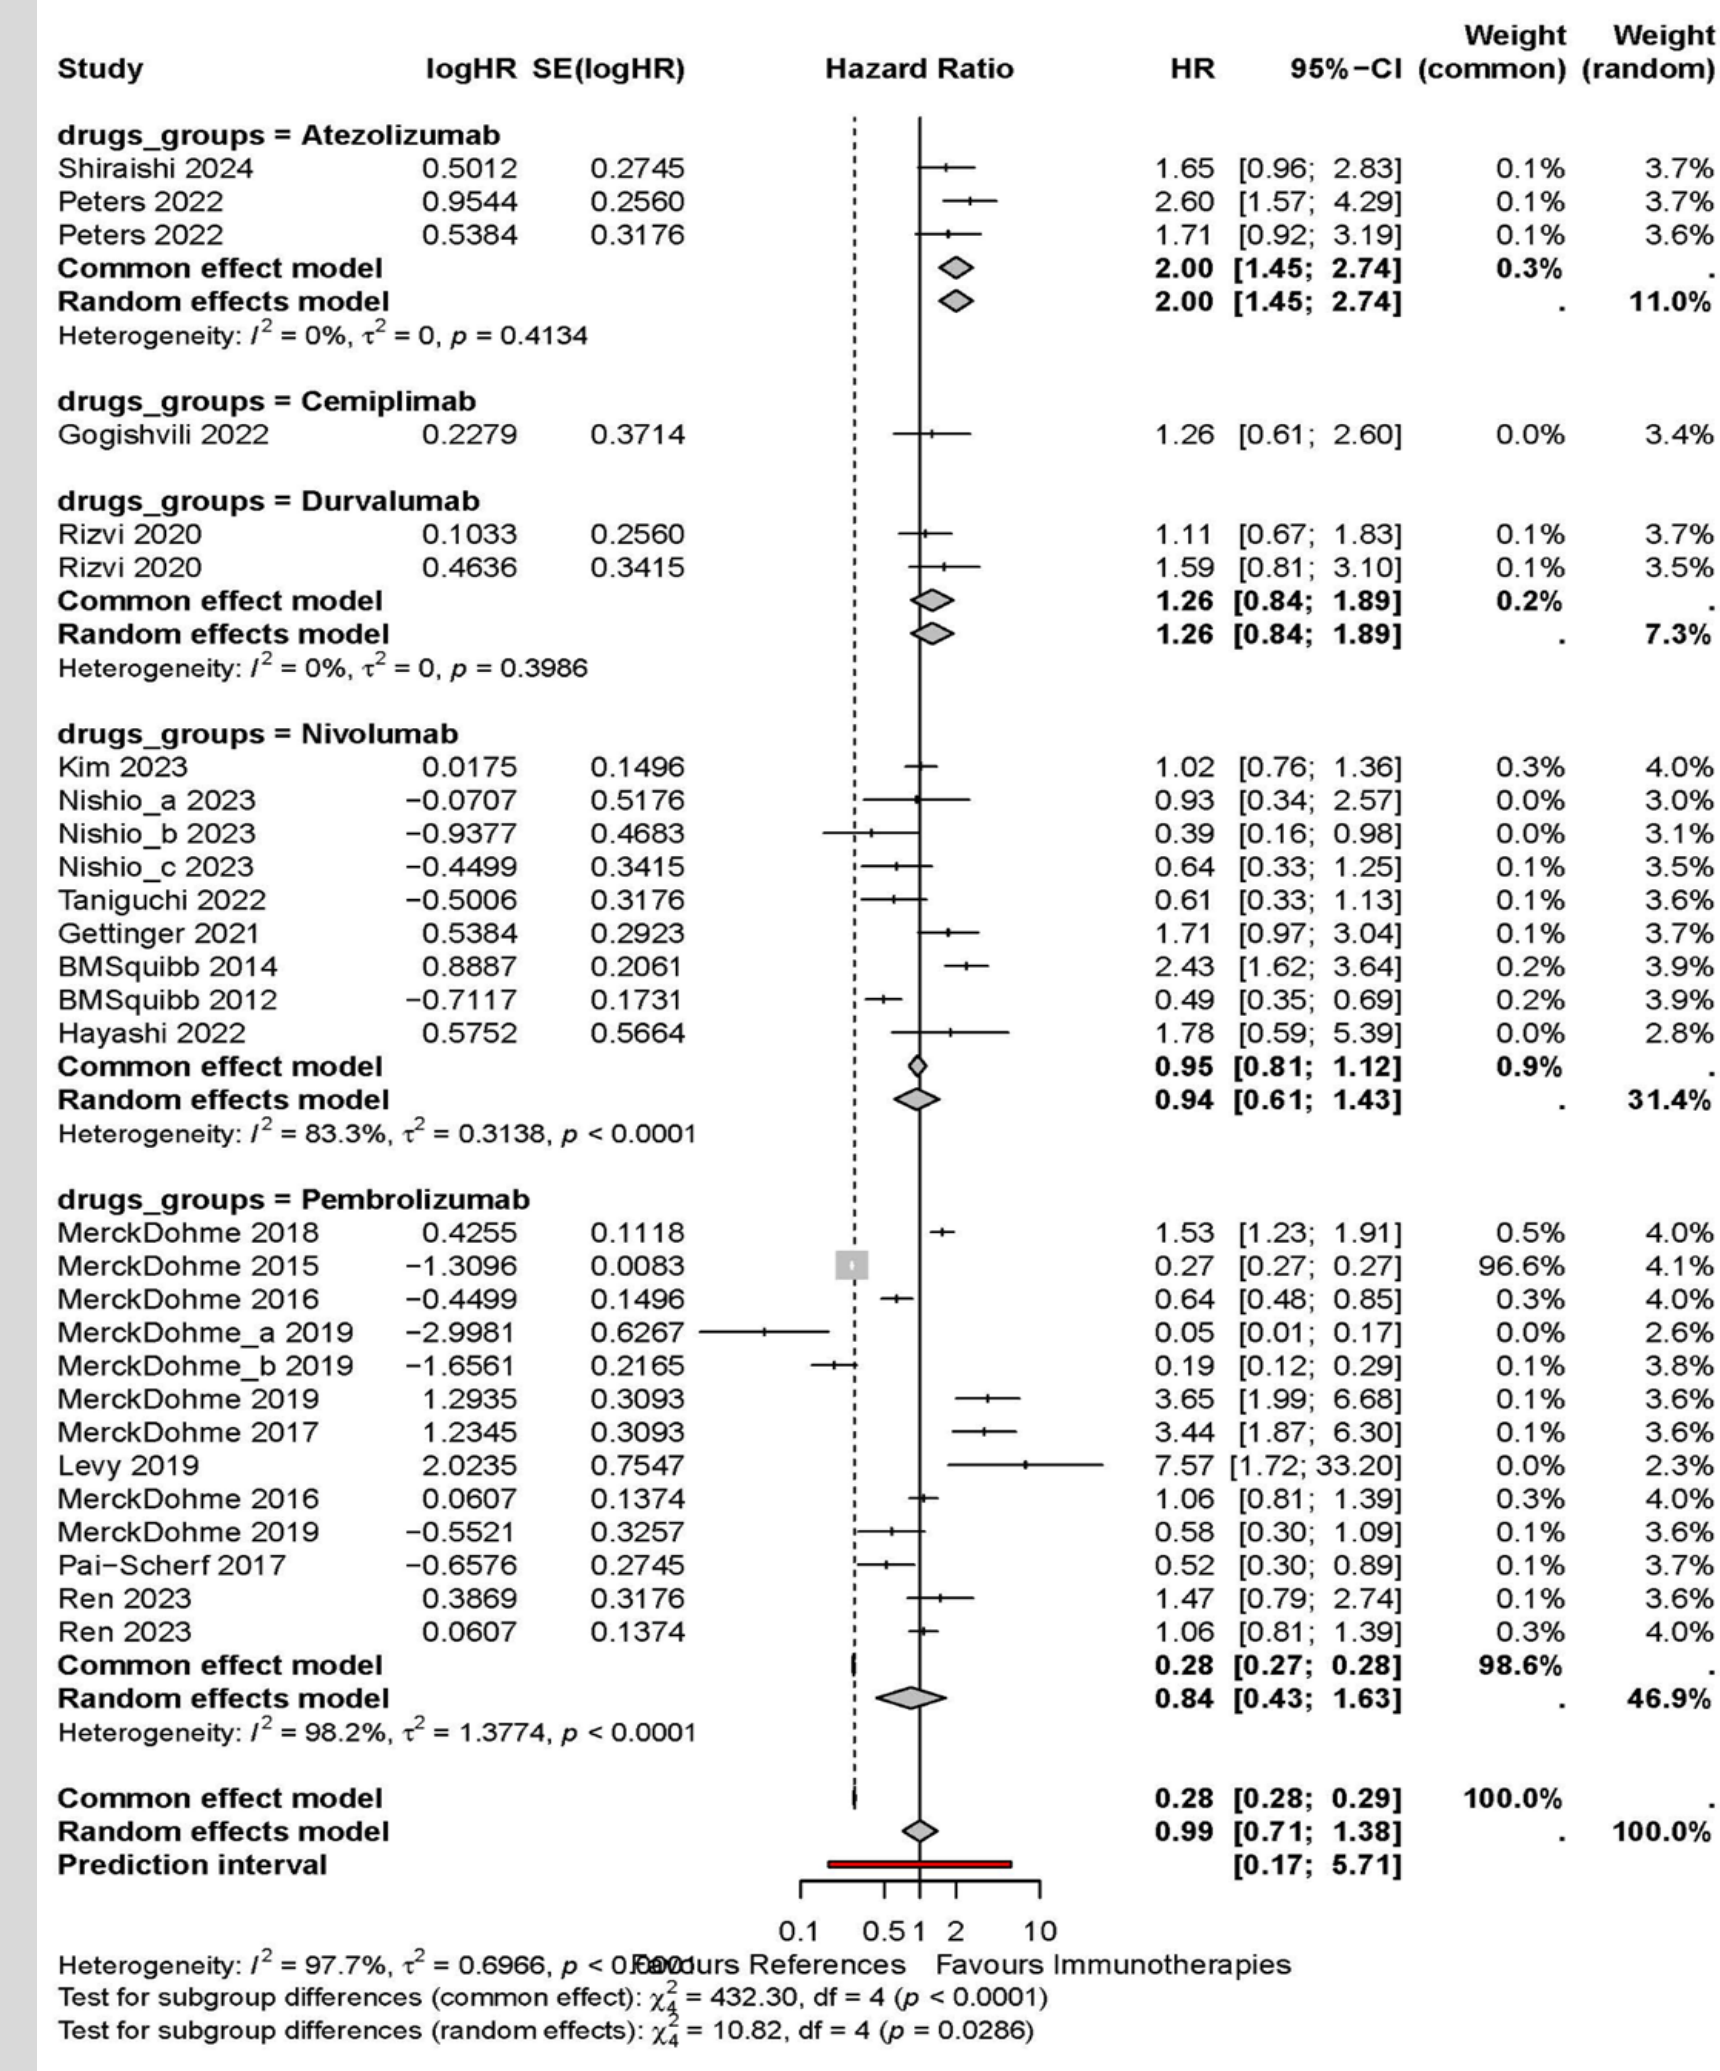 Weight Weight
Study logHR SE(logHR) Hazard Ratio HR 95%−CI (common) (random)
drugs_groups = Atezolizumab
Shiraishi 2024 0.5012 0.2745 1.65 [0.96; 2.83] 0.1% 3.7%
Peters 2022 0.9544 0.2560 2.60 [1.57; 4.29] 0.1% 3.7%
Peters 2022 0.5384 0.3176 1.71 [0.92; 3.19] 0.1% 3.6%
Common effect model 2.00 [1.45; 2.74] 0.3% .
Random effects model 2.00 [1.45; 2.74] . 11.0%
Heterogeneity: I² = 0%, τ² = 0, p = 0.4134
drugs_groups = Cemiplimab
Gogishvili 2022 0.2279 0.3714 1.26 [0.61; 2.60] 0.0% 3.4%
drugs_groups = Durvalumab
Rizvi 2020 0.1033 0.2560 1.11 [0.67; 1.83] 0.1% 3.7%
Rizvi 2020 0.4636 0.3415 1.59 [0.81; 3.10] 0.1% 3.5%
Common effect model 1.26 [0.84; 1.89] 0.2% .
Random effects model 1.26 [0.84; 1.89] . 7.3%
Heterogeneity: I² = 0%, τ² = 0, p = 0.3986
drugs_groups = Nivolumab
Kim 2023 0.0175 0.1496 1.02 [0.76; 1.36] 0.3% 4.0%
Nishio_a 2023 −0.0707 0.5176 0.93 [0.34; 2.57] 0.0% 3.0%
Nishio_b 2023 −0.9377 0.4683 0.39 [0.16; 0.98] 0.0% 3.1%
Nishio_c 2023 −0.4499 0.3415 0.64 [0.33; 1.25] 0.1% 3.5%
Taniguchi 2022 −0.5006 0.3176 0.61 [0.33; 1.13] 0.1% 3.6%
Gettinger 2021 0.5384 0.2923 1.71 [0.97; 3.04] 0.1% 3.7%
BMSquibb 2014 0.8887 0.2061 2.43 [1.62; 3.64] 0.2% 3.9%
BMSquibb 2012 −0.7117 0.1731 0.49 [0.35; 0.69] 0.2% 3.9%
Hayashi 2022 0.5752 0.5664 1.78 [0.59; 5.39] 0.0% 2.8%
Common effect model 0.95 [0.81; 1.12] 0.9% .
Random effects model 0.94 [0.61; 1.43] . 31.4%
Heterogeneity: I² = 83.3%, τ² = 0.3138, p < 0.0001
drugs_groups = Pembrolizumab
MerckDohme 2018 0.4255 0.1118 1.53 [1.23; 1.91] 0.5% 4.0%
MerckDohme 2015 −1.3096 0.0083 0.27 [0.27; 0.27] 96.6% 4.1%
MerckDohme 2016 −0.4499 0.1496 0.64 [0.48; 0.85] 0.3% 4.0%
MerckDohme_a 2019 −2.9981 0.6267 0.05 [0.01; 0.17] 0.0% 2.6%
MerckDohme_b 2019 −1.6561 0.2165 0.19 [0.12; 0.29] 0.1% 3.8%
MerckDohme 2019 1.2935 0.3093 3.65 [1.99; 6.68] 0.1% 3.6%
MerckDohme 2017 1.2345 0.3093 3.44 [1.87; 6.30] 0.1% 3.6%
Levy 2019 2.0235 0.7547 7.57 [1.72; 33.20] 0.0% 2.3%
MerckDohme 2016 0.0607 0.1374 1.06 [0.81; 1.39] 0.3% 4.0%
MerckDohme 2019 −0.5521 0.3257 0.58 [0.30; 1.09] 0.1% 3.6%
Pai−Scherf 2017 −0.6576 0.2745 0.52 [0.30; 0.89] 0.1% 3.7%
Ren 2023 0.3869 0.3176 1.47 [0.79; 2.74] 0.1% 3.6%
Ren 2023 0.0607 0.1374 1.06 [0.81; 1.39] 0.3% 4.0%
Common effect model 0.28 [0.27; 0.28] 98.6% .
Random effects model 0.84 [0.43; 1.63] . 46.9%
Heterogeneity: I² = 98.2%, τ² = 1.3774, p < 0.0001
Common effect model 0.28 [0.28; 0.29] 100.0% .
Random effects model 0.99 [0.71; 1.38] . 100.0%
Prediction interval [0.17; 5.71]
0.1 0.5 1 2 10
Heterogeneity: I² = 97.7%, τ² = 0.6966, p < 0.0001 Favours References Favours Immunotherapies
Test for subgroup differences (common effect): χ²₄ = 432.30, df = 4 (p < 0.0001)
Test for subgroup differences (random effects): χ²₄ = 10.82, df = 4 (p = 0.0286)